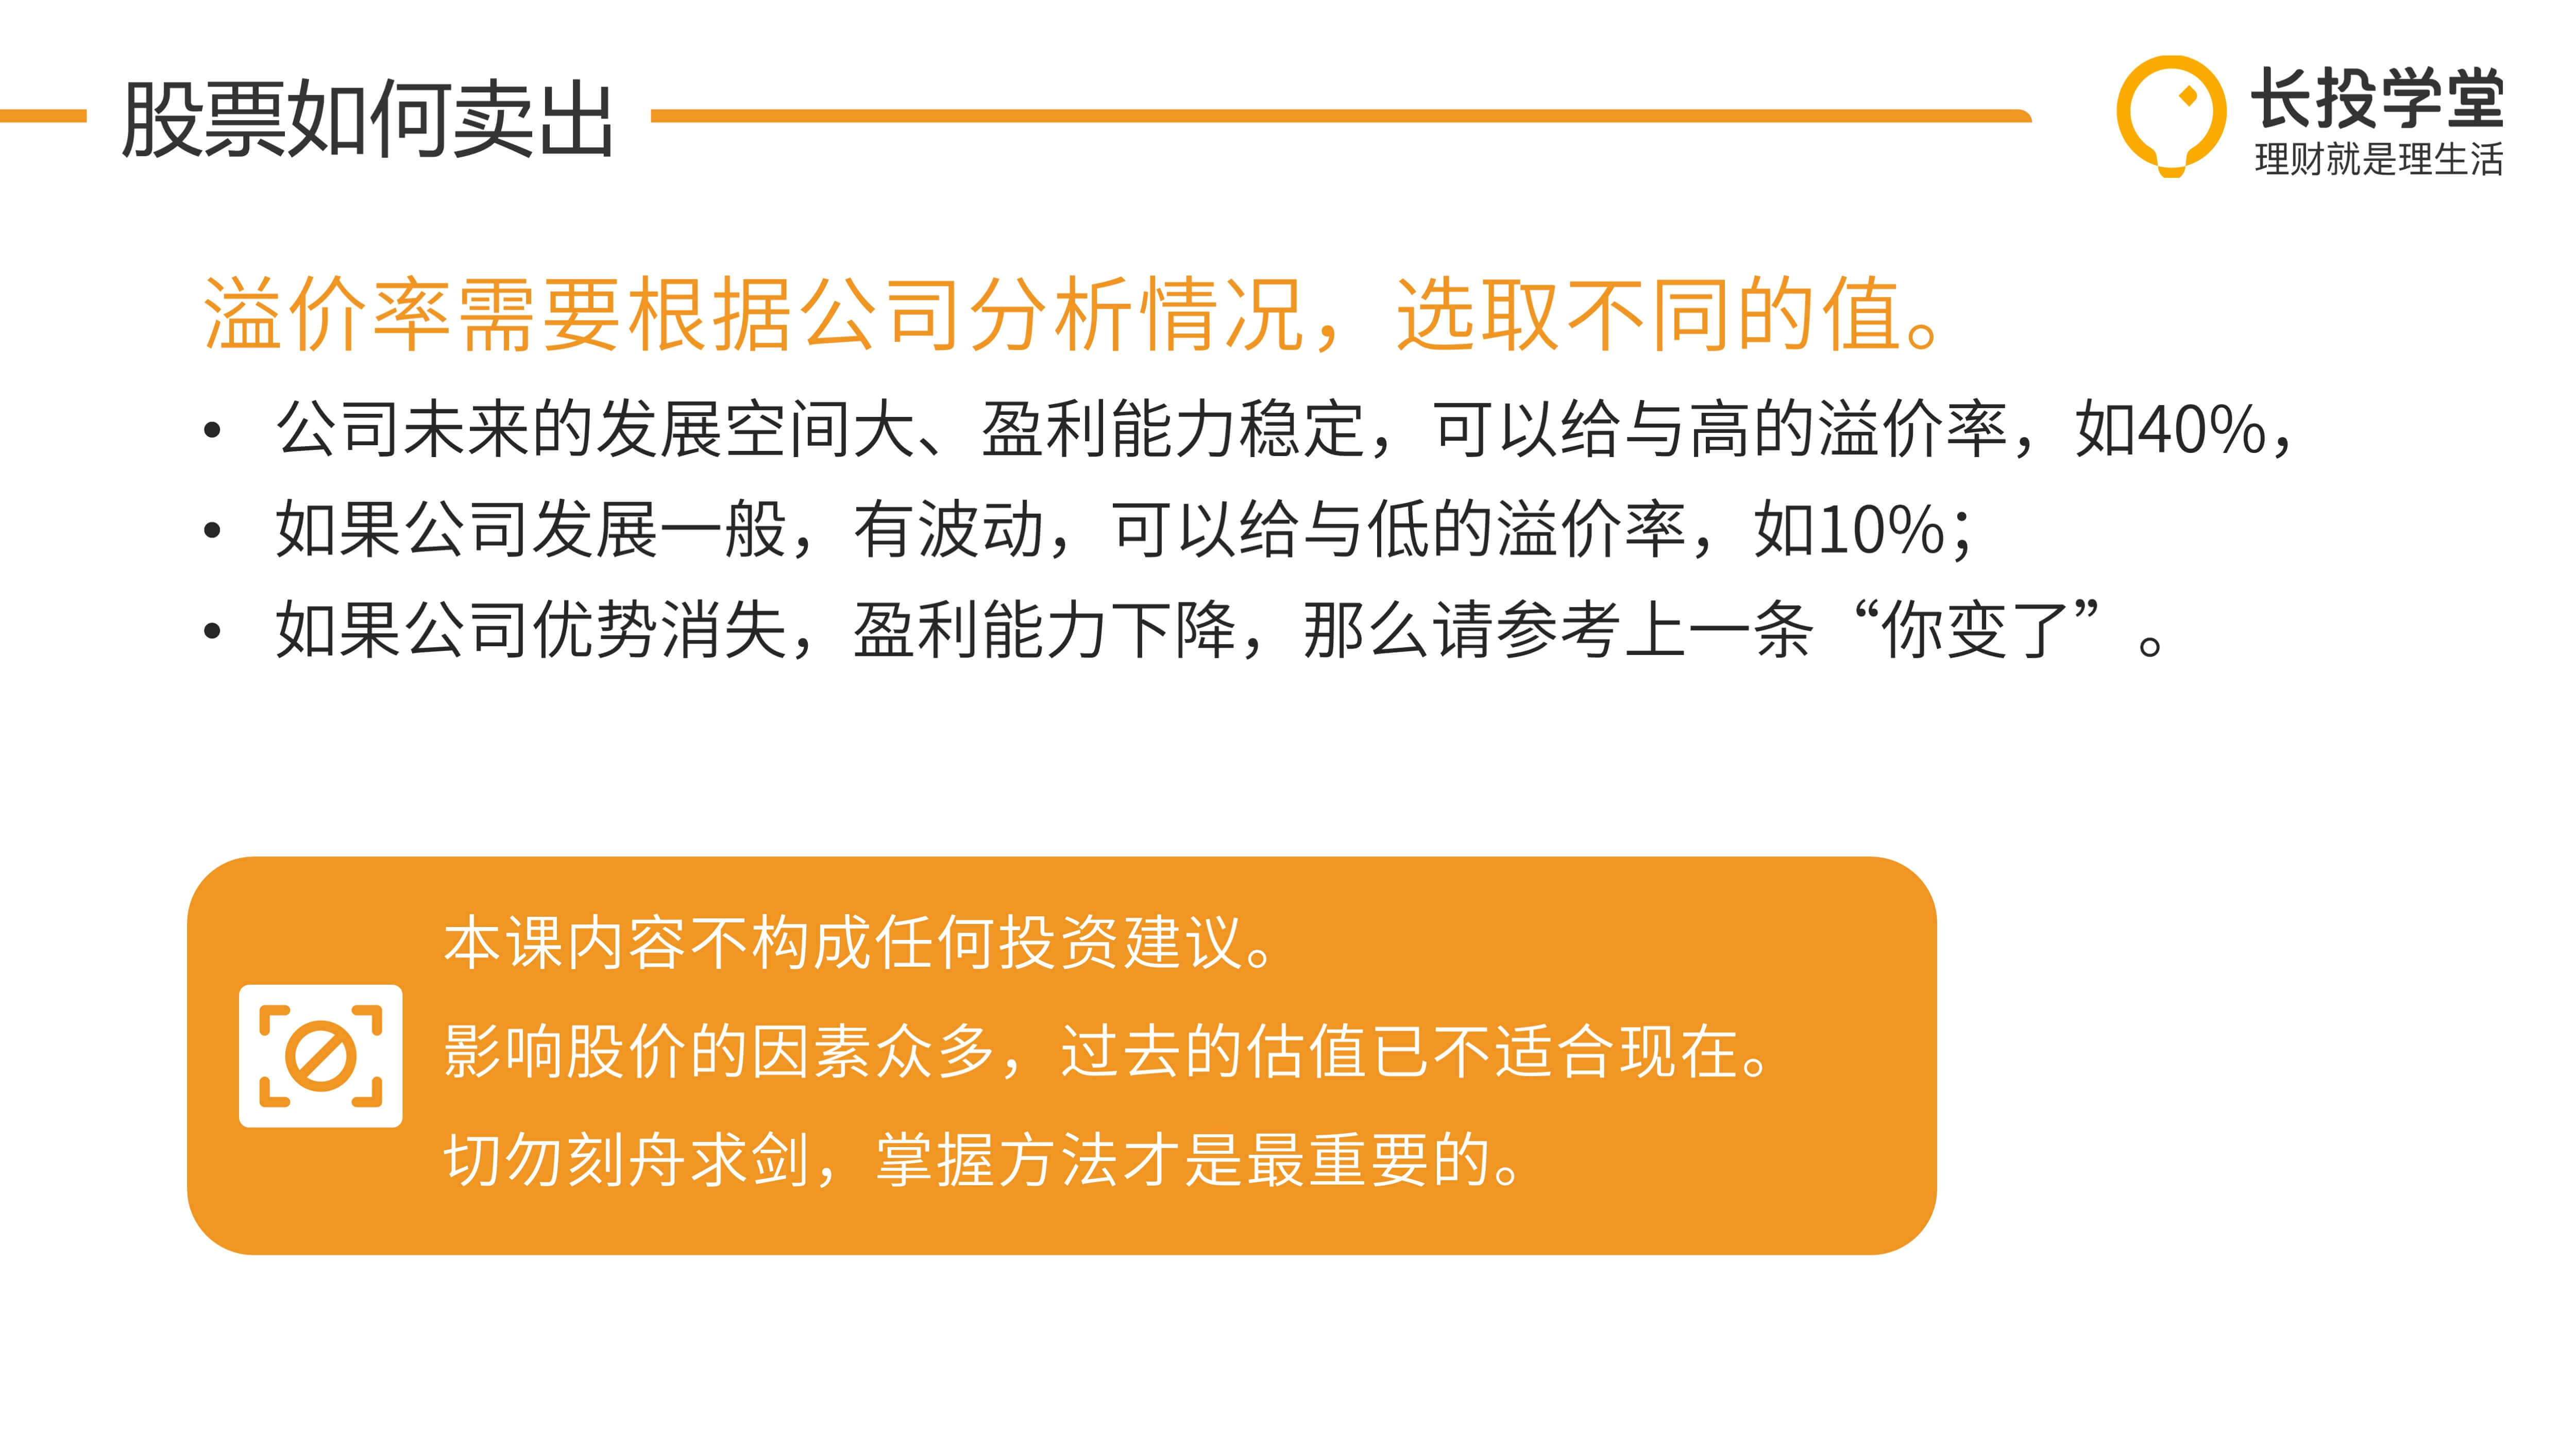 股票如何卖出
长投学堂
理财就是理生活
溢价率需要根据公司分析情况，选取不同的值。
• 公司未来的发展空间大、盈利能力稳定，可以给与高的溢价率，如40%，
• 如果公司发展一般，有波动，可以给与低的溢价率，如10%；
• 如果公司优势消失，盈利能力下降，那么请参考上一条“你变了”。
本课内容不构成任何投资建议。
影响股价的因素众多，过去的估值已不适合现在。
切勿刻舟求剑，掌握方法才是最重要的。